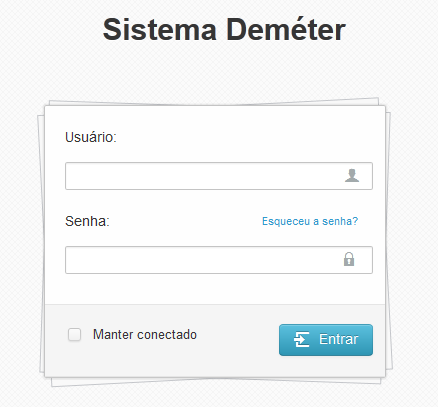 Sistema Deméter
Usuário:
Senha:
Esqueceu a senha?
Manter conectado
Entrar